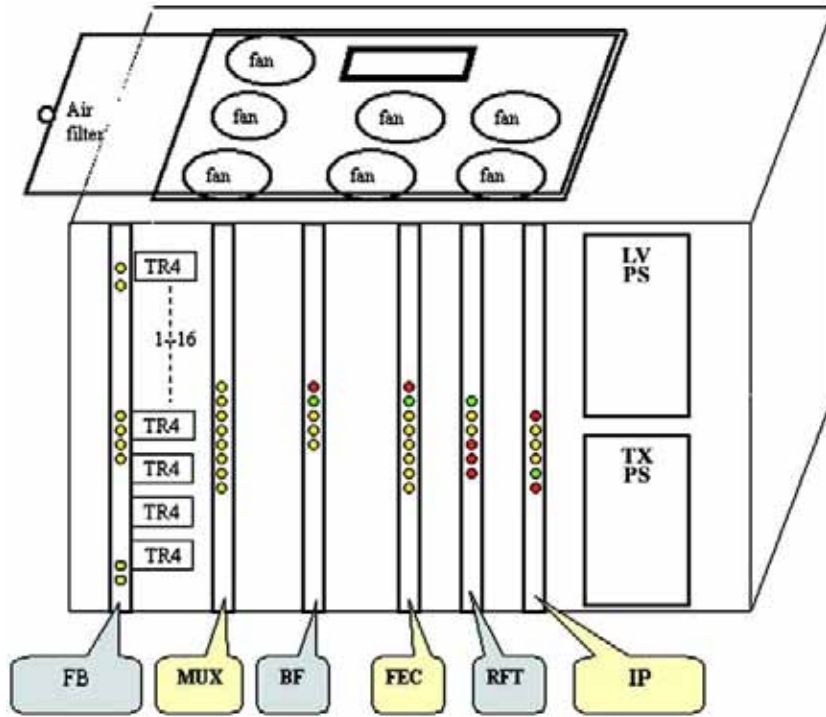 fan
Air
filter
fan
fan
fan
fan
fan
fan
TR4
1-16
TR4
TR4
TR4
TR4
LV
PS
TX
PS
FB
MUX
BF
FEC
RFT
IP